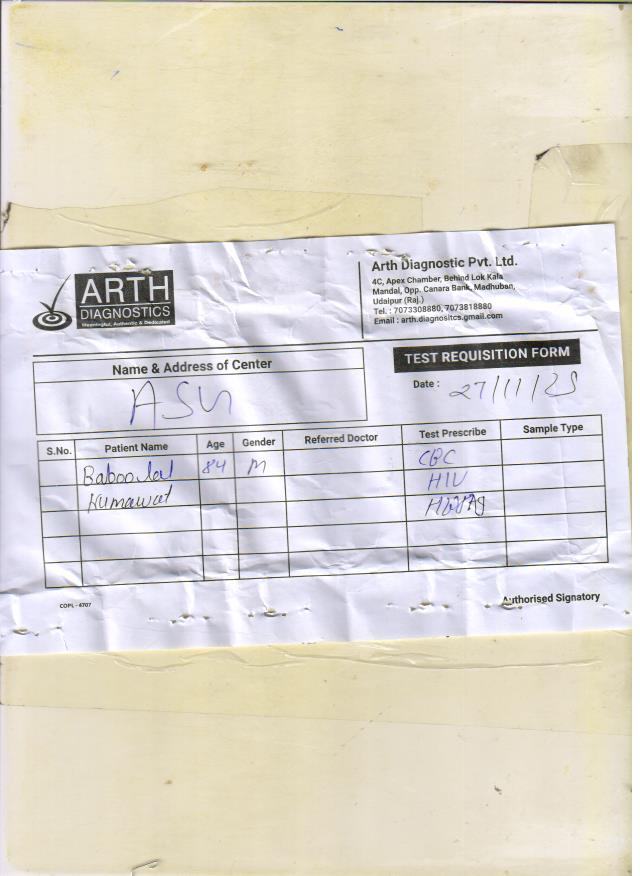 ARTH
DIAGNOSTICS
Meaningful, Authentic & Dedicated
Arth Diagnostic Pvt. Ltd.
4C, Apex Chamber, Behind Lok Kala
Mandal, Opp. Canara Bank, Madhuban,
Udaipur (Raj.)
Tel. : 7073308880, 7073818880
Email : arth.diagnositcs.gmail.com
Name & Address of Center
TEST REQUISITION FORM
Date : 27/11/25
S.No. Patient Name Age Gender Referred Doctor Test Prescribe Sample Type
Baboolal 84 M CBC
Kumawat HIV
COPL - 4707
Authorised Signatory